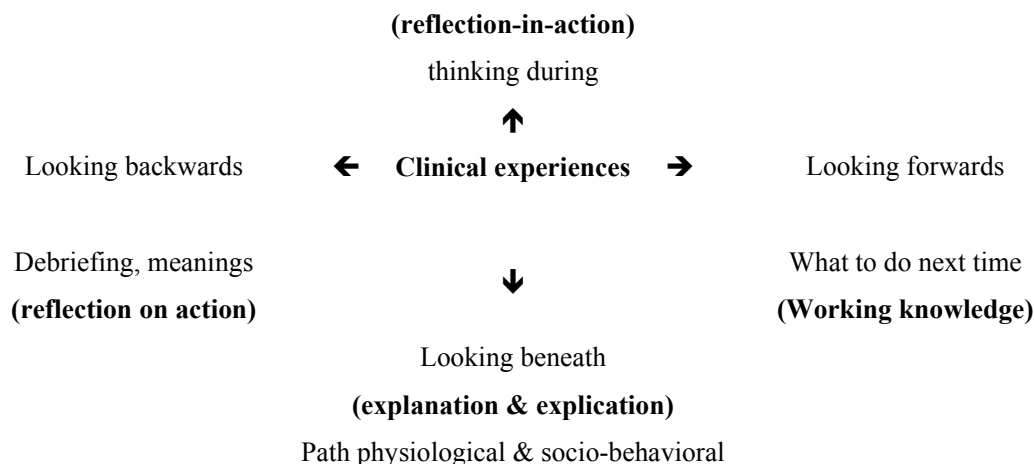 (reflection-in-action)
thinking during
↑
Looking backwards ← Clinical experiences → Looking forwards
Debriefing, meanings ↓ What to do next time
(reflection on action) (Working knowledge)
Looking beneath
(explanation & explication)
Path physiological & socio-behavioral